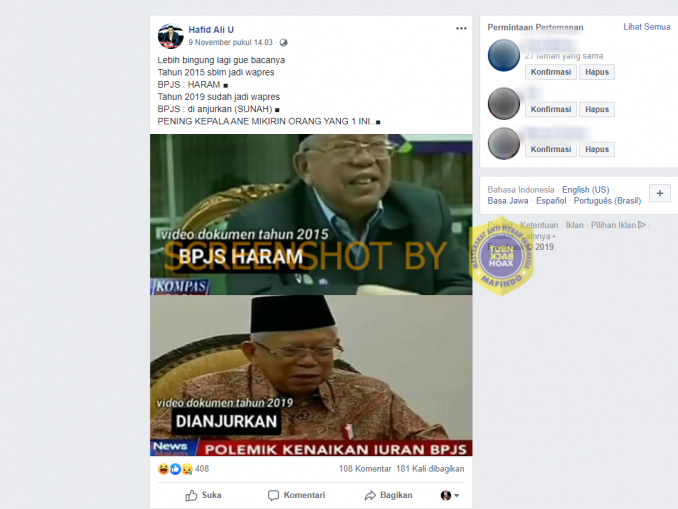 Hafid Ali U
9 November pukul 14.03
Lebih bingung lagi gue bacanya
Tahun 2015 sblm jadi wapres
BPJS : HARAM
Tahun 2019 sudah jadi wapres
BPJS : di anjurkan (SUNAH)
PENING KEPALA ANE MIKIRIN ORANG YANG 1 INI..
video dokumen tahun 2015
SCREENSHOT BY
BPJS HARAM
KOMPAS
video dokumen tahun 2019
DIANJURKAN
News
POLEMIK KENAIKAN IURAN BPJS
408
108 Komentar 181 Kali dibagikan
Suka Komentari Bagikan
Permintaan Pertemanan Lihat Semua
27 teman yang sama
Konfirmasi Hapus
Konfirmasi Hapus
Konfirmasi Hapus
Bahasa Indonesia · English (US) ·
Basa Jawa · Español · Português (Brasil)
Ketentuan · Iklan · Pilihan Iklan ·
© 2019
TURN
BACK
HOAX
MAFINDO